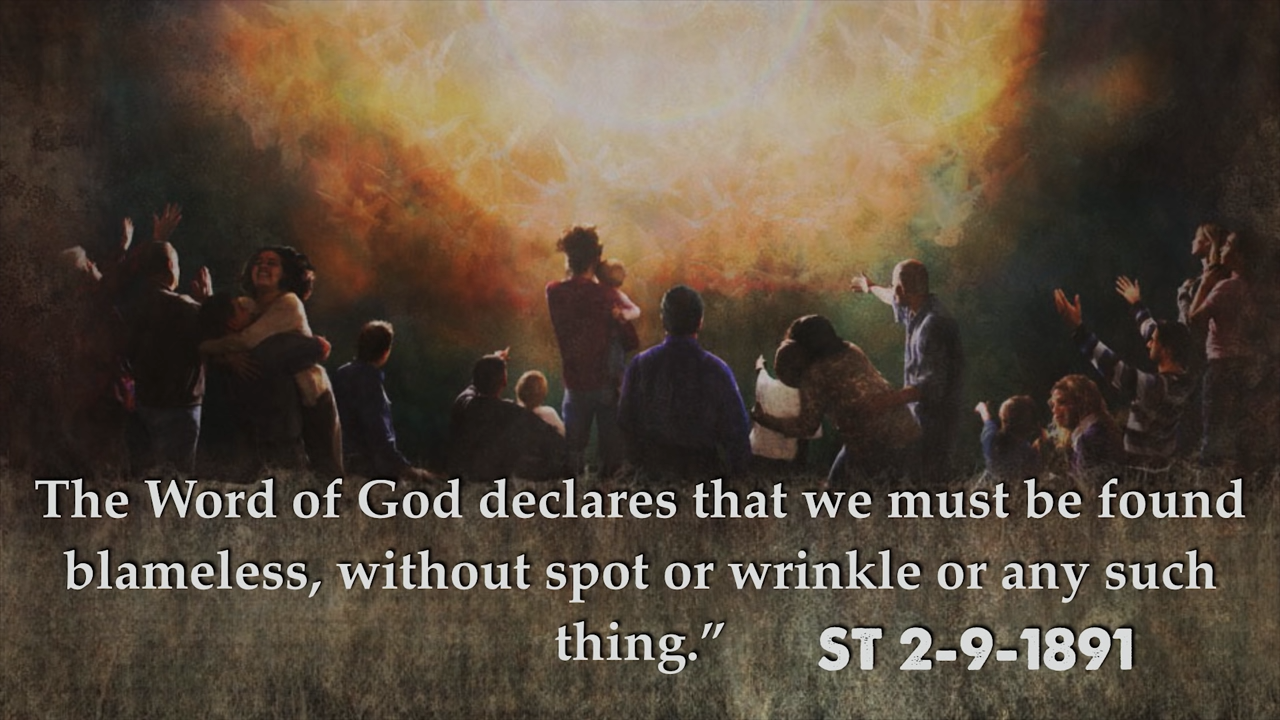 The Word of God declares that we must be found
blameless, without spot or wrinkle or any such
thing.” ST 2-9-1891